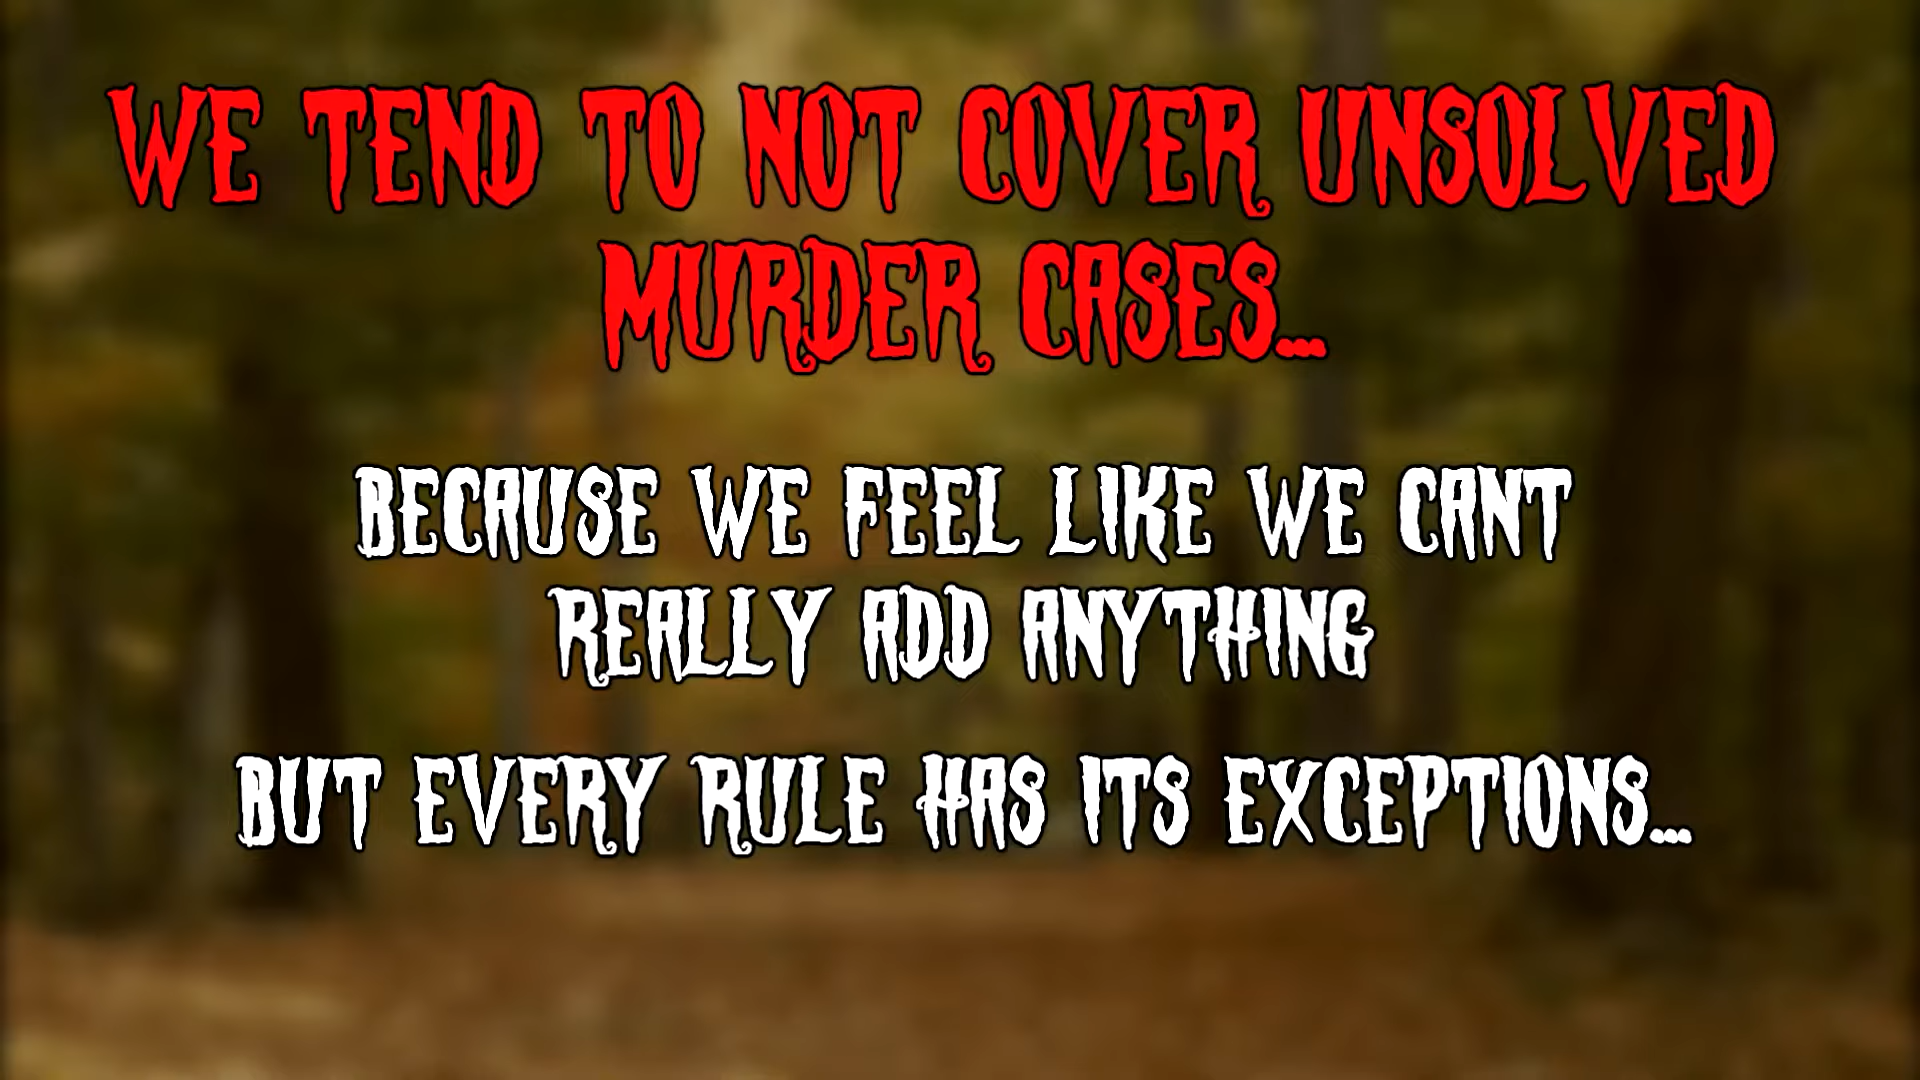 WE TEND TO NOT COVER UNSOLVED
MURDER CASES...
BECAUSE WE FEEL LIKE WE CANT
REALLY ADD ANYTHING
BUT EVERY RULE HAS ITS EXCEPTIONS...